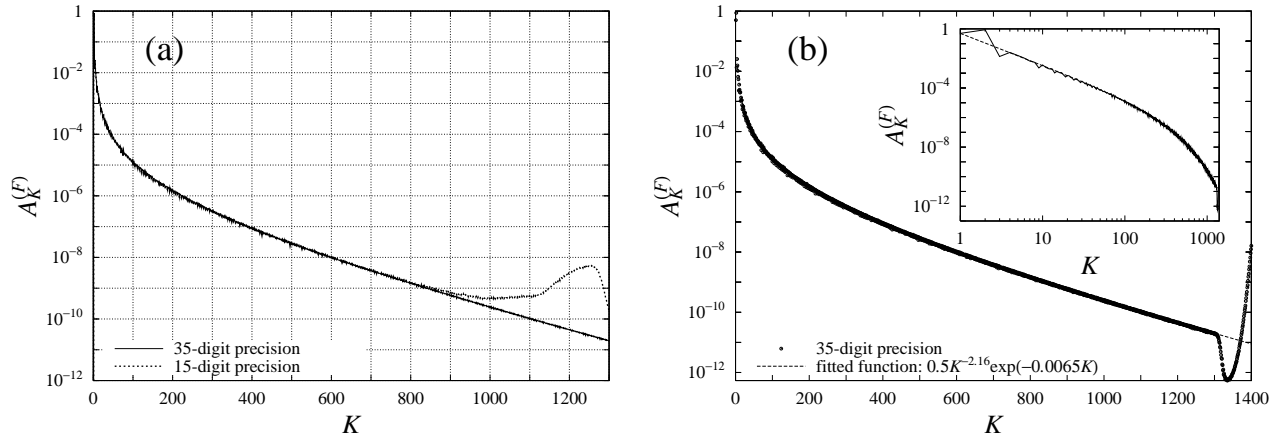 (a)
1
10−2
10−4
10−6
10−8
10−10
10−12
A_K^(F)
35-digit precision
15-digit precision
0 200 400 600 800 1000 1200
K
(b)
1
10−2
10−4
10−6
10−8
10−10
10−12
A_K^(F)
1
10−4
10−8
10−12
A_K^(F)
1 10 100 1000
K
35-digit precision
fitted function: 0.5K−2.16exp(−0.0065K)
0 200 400 600 800 1000 1200 1400
K